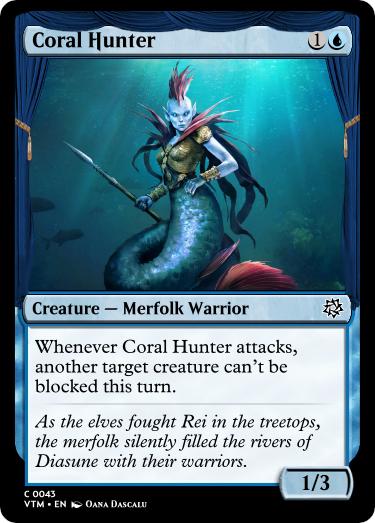 Coral Hunter 1
Creature — Merfolk Warrior
Whenever Coral Hunter attacks,
another target creature can't be
blocked this turn.
As the elves fought Rei in the treetops,
the merfolk silently filled the rivers of
Diasune with their warriors.
1/3
C 0043
VTM • EN Oana Dascalu